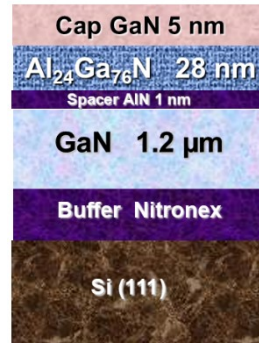 Cap GaN 5 nm
Al₂₄Ga₇₆N 28 nm
Spacer AlN 1 nm
GaN 1.2 µm
Buffer Nitronex
Si (111)